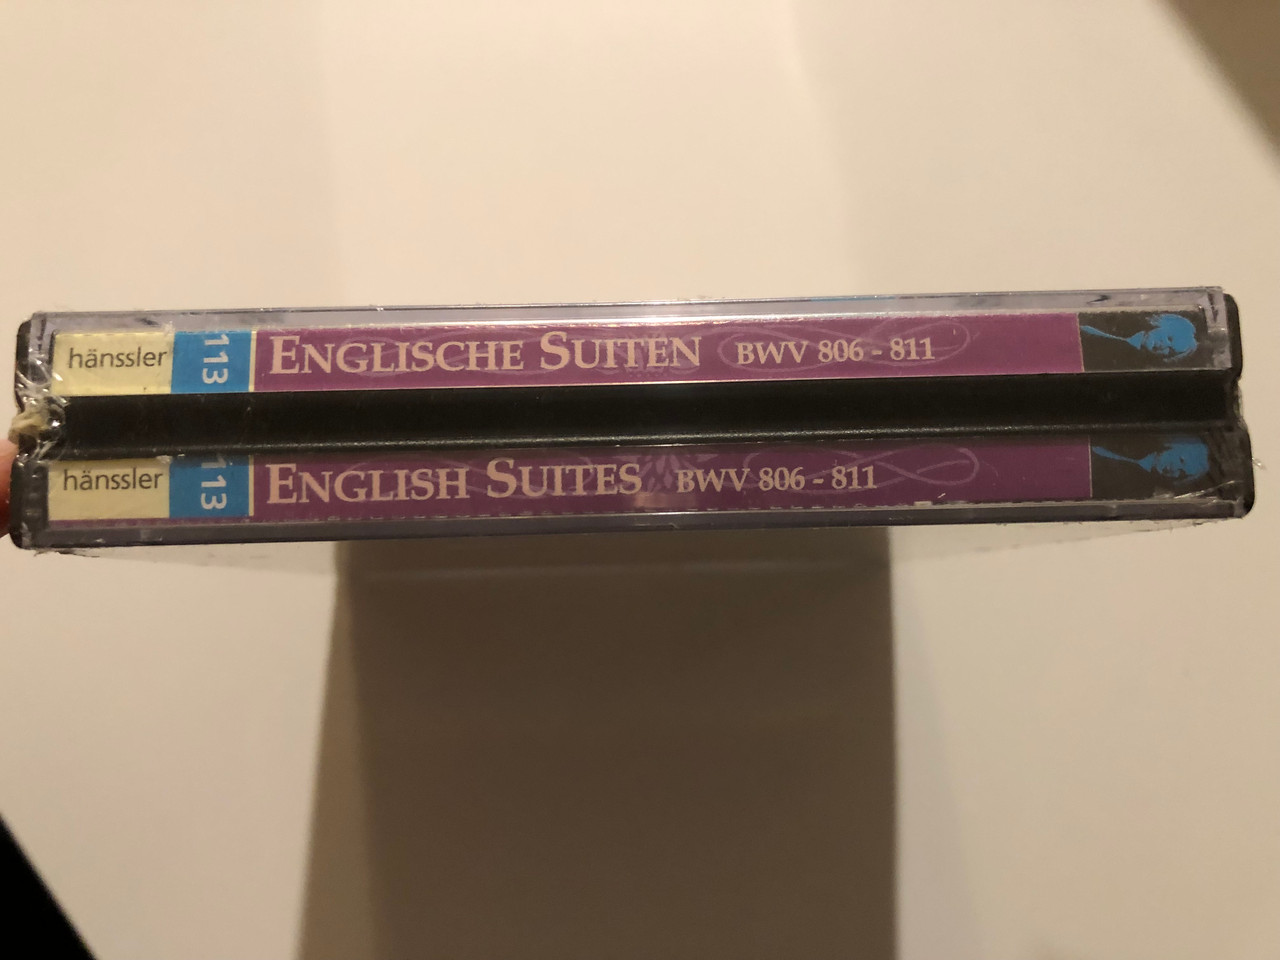 hänssler 113 ENGLISCHE SUITEN BWV 806 - 811
hänssler 113 ENGLISH SUITES BWV 806 - 811